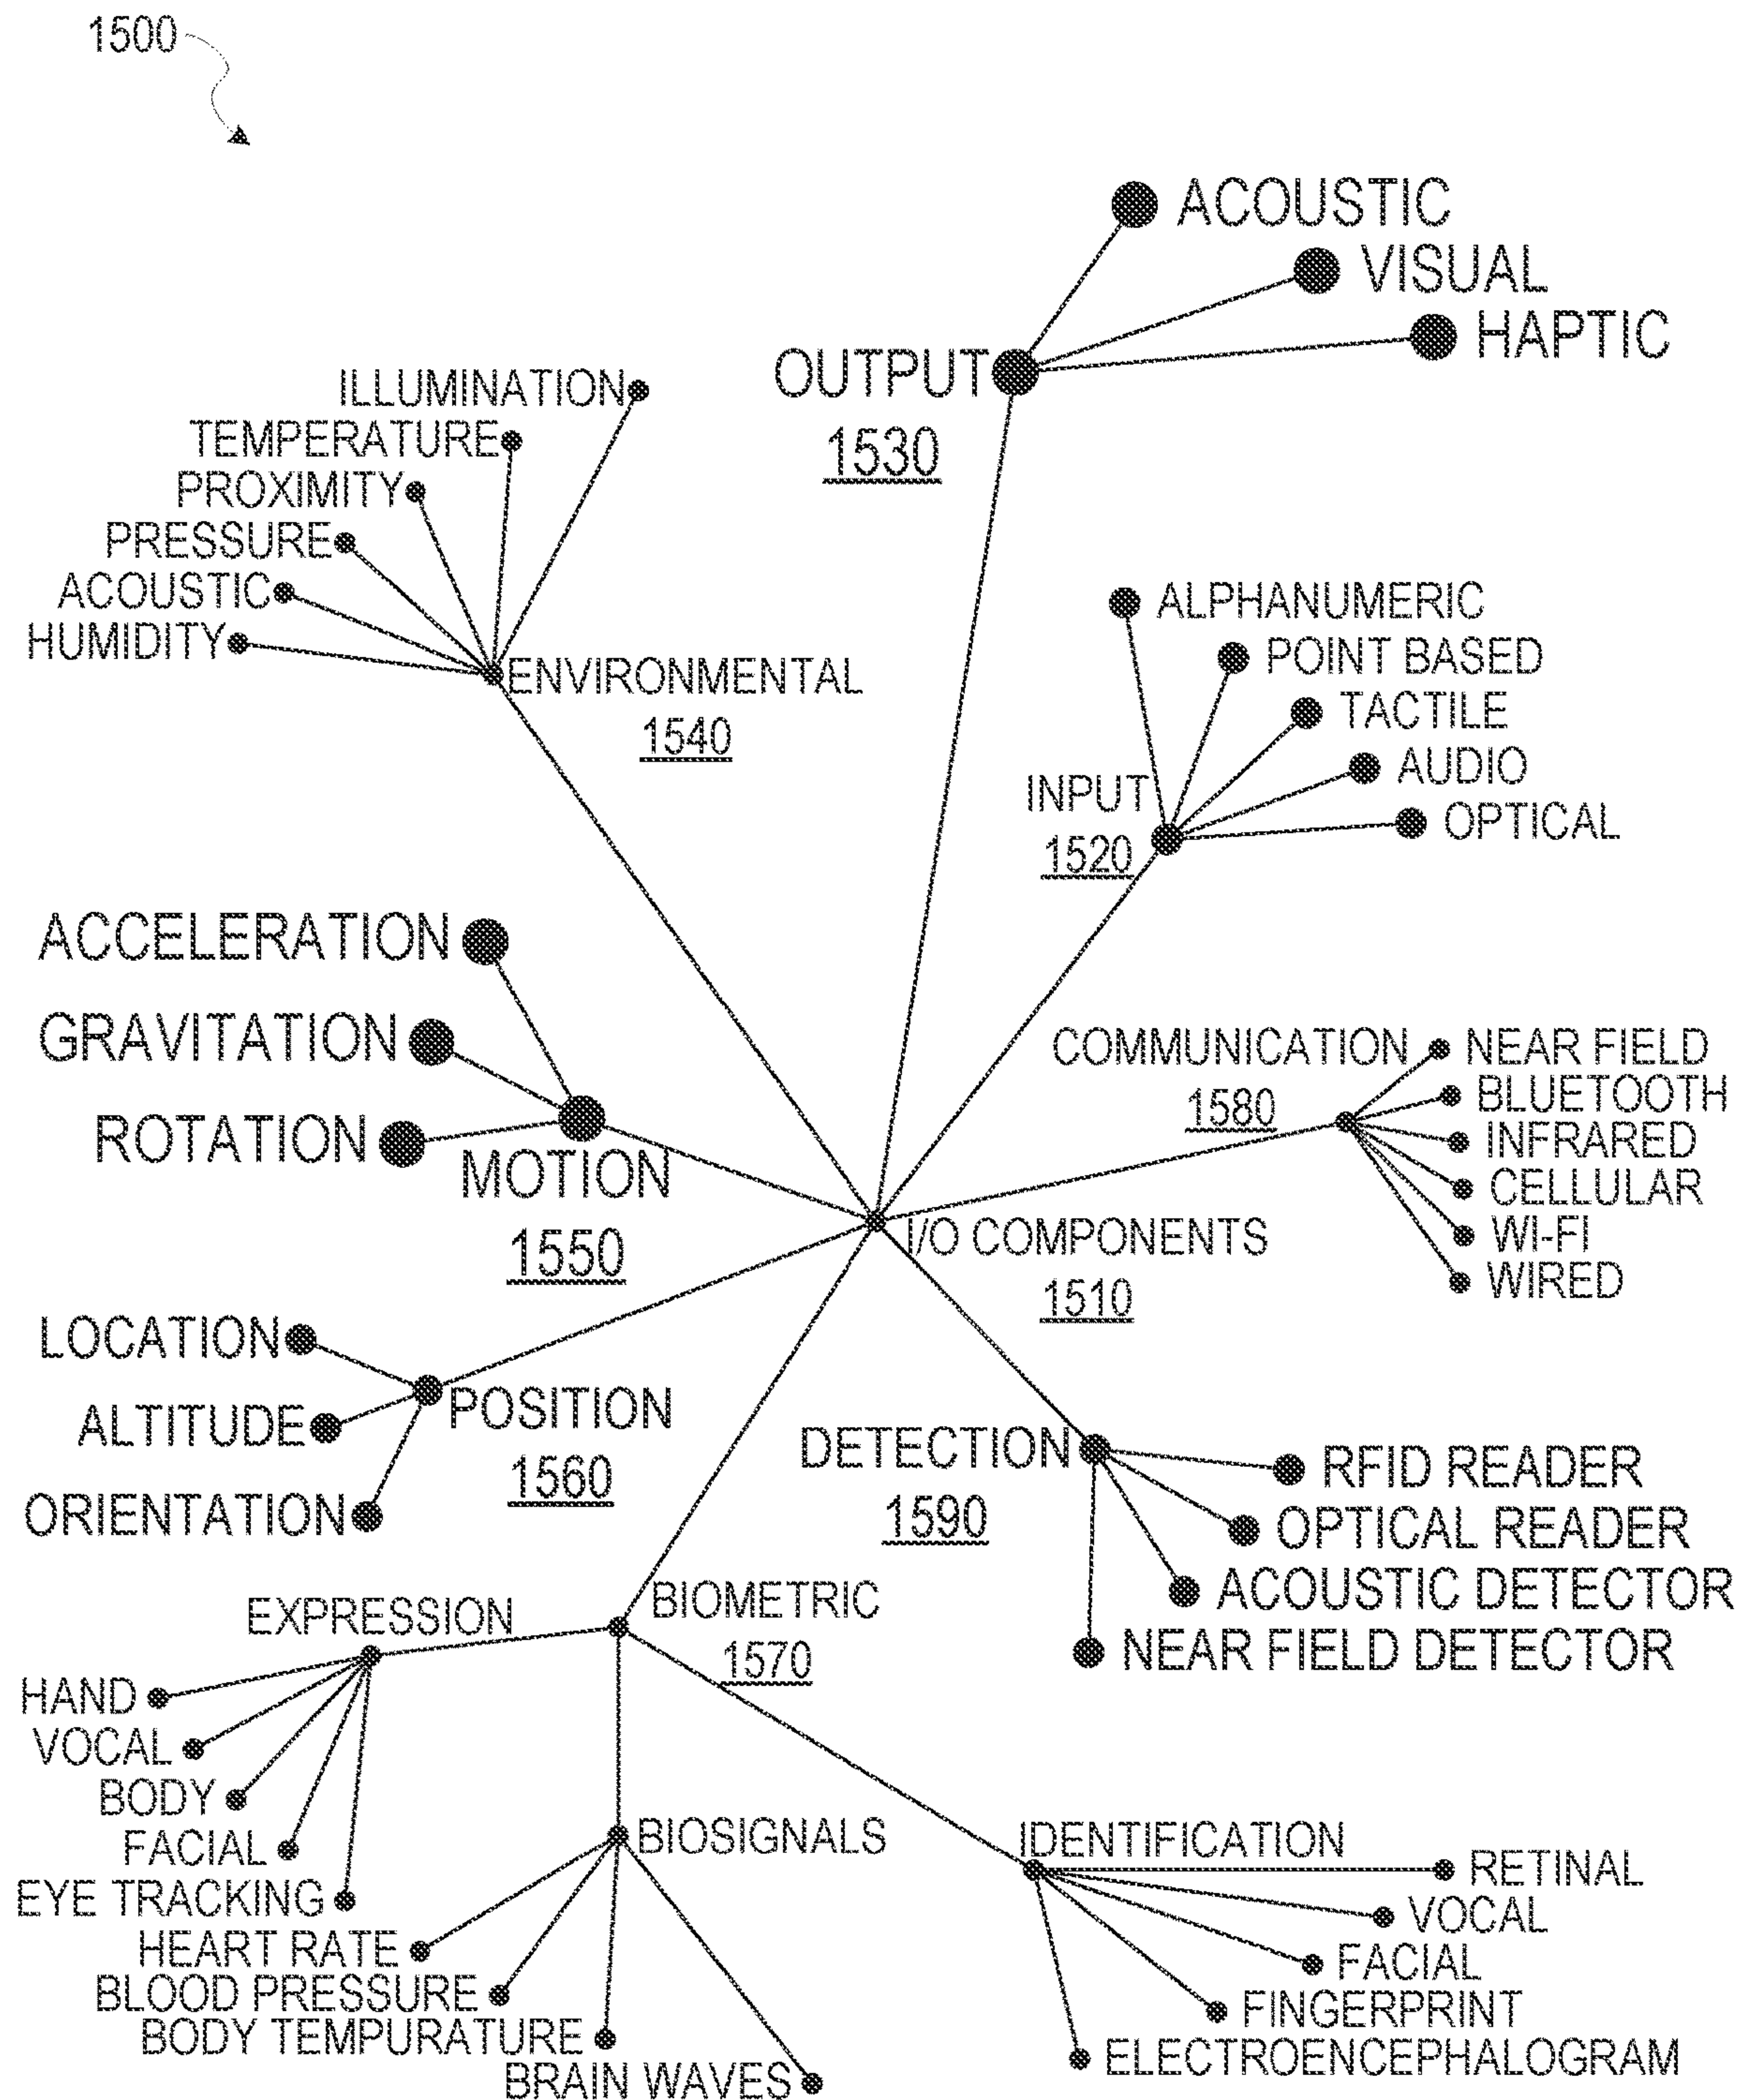 1500
ACOUSTIC
VISUAL
HAPTIC
OUTPUT
1530
ILLUMINATION
TEMPERATURE
PROXIMITY
PRESSURE
ACOUSTIC
HUMIDITY
ENVIRONMENTAL
1540
ALPHANUMERIC
POINT BASED
TACTILE
AUDIO
OPTICAL
INPUT
1520
ACCELERATION
GRAVITATION
ROTATION
MOTION
1550
COMMUNICATION
1580
NEAR FIELD
BLUETOOTH
INFRARED
CELLULAR
WI-FI
WIRED
I/O COMPONENTS
1510
LOCATION
ALTITUDE
ORIENTATION
POSITION
1560
DETECTION
1590
RFID READER
OPTICAL READER
ACOUSTIC DETECTOR
NEAR FIELD DETECTOR
BIOMETRIC
1570
EXPRESSION
HAND
VOCAL
BODY
FACIAL
EYE TRACKING
BIOSIGNALS
HEART RATE
BLOOD PRESSURE
BODY TEMPURATURE
BRAIN WAVES
IDENTIFICATION
RETINAL
VOCAL
FACIAL
FINGERPRINT
ELECTROENCEPHALOGRAM